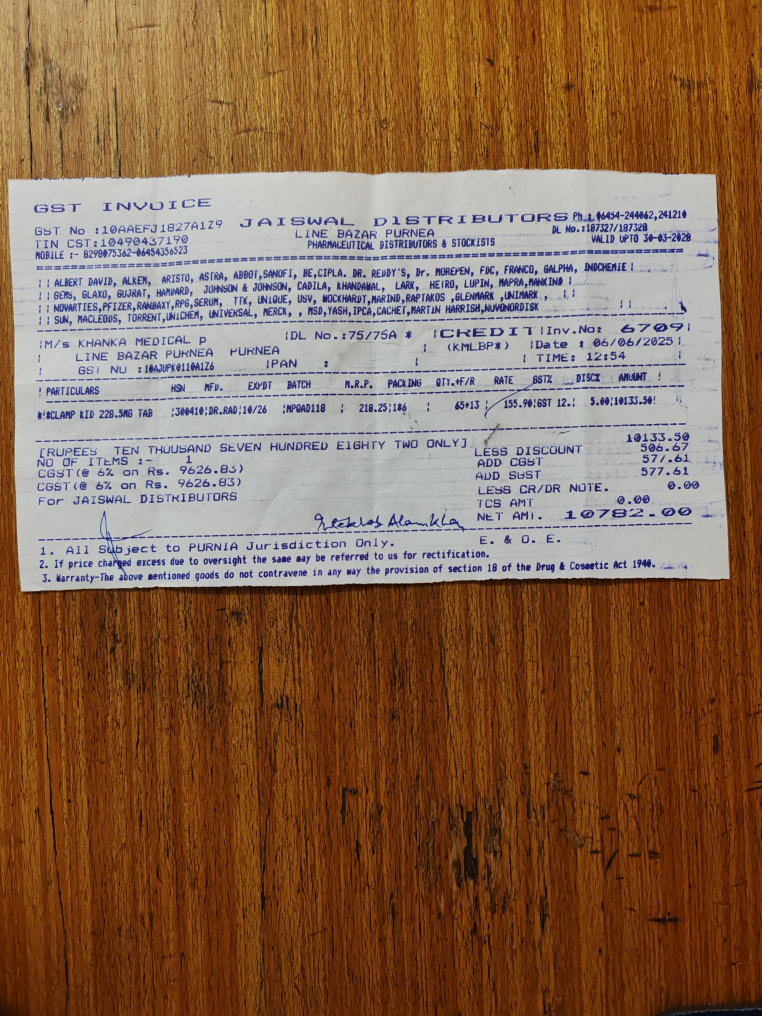 GST INVOICE
GST No :10AAEFJ1827A1Z9 JAISWAL D1STRIBUTORS Ph.: 06454-244062,241210
TIN CST:10490437190 LINE BAZAR PURNEA DL No.:187327/187328
MOBILE :- 8298075362-06454356523 PHARMACEUTICAL DISTRIBUTORS & STOCKISTS VALID UPTO 30-03-2028
| | ALBERT DAVID, ALKEM, ARISTO, ASTRA, ABBOT,SANOFI, BE,CIPLA. DR. REDDY'S, Dr. MOREPEN, FDC, FRANCO, GALPHA, INDCHEMIE |
| | GEMS, GLAXO, GUJRAT, HAMDARD, JOHNSON & JOHNSON, CADILA, KHANDAWAL, LARK, HEIRO, LUPIN, MAPRA,MANKIND |
| | NOVARTIES,PFIZER,RANBAXY,RPG,SERUM, TTK, UNIQUE, USV, WOCKHARDT,MARIND,RAPTAKOS ,GLENMARK ,UNIMARK , | |
| | SUN, MACLEODS, TORRENT,UNICHEM, UNIVERSAL, MERCK, , MSD,YASH,IPCA,CACHET,MARTIN HARRISH,NUVONORDISK | |
|M/s KHANKA MEDICAL p |DL No.:75/75A * |CREDIT |Inv.No: 6709|
| LINE BAZAR PURNEA PURNEA | (KMLBP*) |Date : 06/06/2025|
| GST NU :10AJUPK0110A1Z6 |PAN : | | TIME: 12:54
! PARTICULARS HSN MFD. EXPDT BATCH M.R.P. PACKING QTY.+F/R RATE GST% DISC% AMOUNT !
#!$CLAMP KID 228.5MG TAB |300410|DR.RAD|10/26 |MPQAD118 | 218.25|1$6 | 65+13 | 155.90|GST 12.| 5.00|10133.50!
10133.50
[RUPEES TEN THOUSAND SEVEN HUNDRED EIGHTY TWO ONLY] LESS DISCOUNT 506.67
NO OF ITEMS :- 1 ADD CGST 577.61
CGST(@ 6% on Rs. 9626.83) ADD SGST 577.61
CGST(@ 6% on Rs. 9626.83) LESS CR/DR NOTE. 0.00
For JAISWAL DISTRIBUTORS TCS AMT 0.00
NET AMT. 10782.00
1. All Subject to PURNIA Jurisdiction Only. E. & O. E.
2. If price charged excess due to oversight the same may be referred to us for rectification.
3. Warranty-The above mentioned goods do not contravene in any way the provision of section 18 of the Drug & Cosmetic Act 1940.